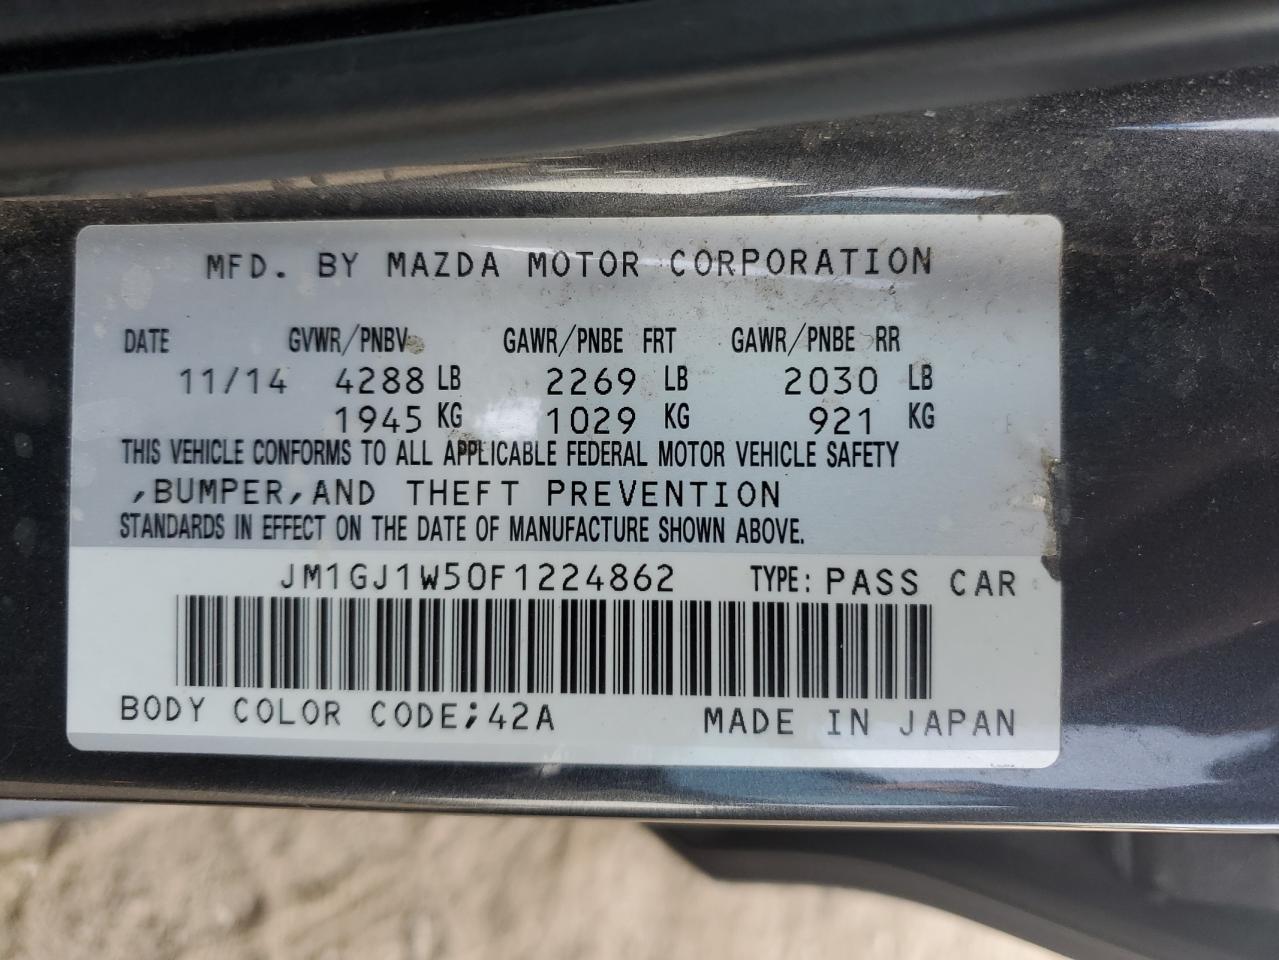 MFD. BY MAZDA MOTOR CORPORATION
DATE GVWR/PNBV GAWR/PNBE FRT GAWR/PNBE RR
11/14 4288 LB 2269 LB 2030 LB
1945 KG 1029 KG 921 KG
THIS VEHICLE CONFORMS TO ALL APPLICABLE FEDERAL MOTOR VEHICLE SAFETY
,BUMPER,AND THEFT PREVENTION
STANDARDS IN EFFECT ON THE DATE OF MANUFACTURE SHOWN ABOVE.
JM1GJ1W50F1224862 TYPE: PASS CAR
BODY COLOR CODE;42A MADE IN JAPAN